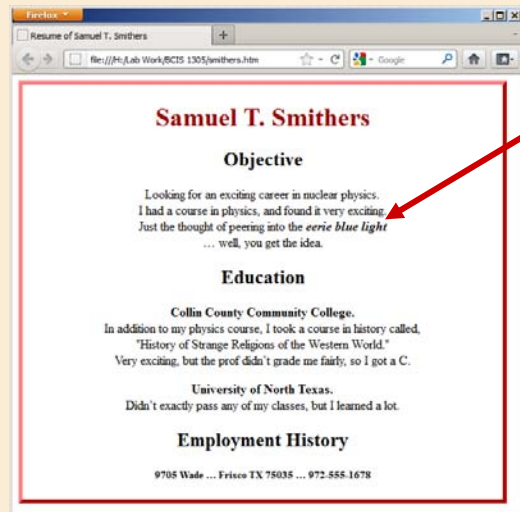 Firefox
Resume of Samuel T. Smithers
file:///H:/Lab Work/BCIS 1305/smithers.htm
Google
Samuel T. Smithers
Objective
Looking for an exciting career in nuclear physics.
I had a course in physics, and found it very exciting.
Just the thought of peering into the eerie blue light
… well, you get the idea.
Education
Collin County Community College.
In addition to my physics course, I took a course in history called,
"History of Strange Religions of the Western World."
Very exciting, but the prof didn't grade me fairly, so I got a C.
University of North Texas.
Didn't exactly pass any of my classes, but I learned a lot.
Employment History
9705 Wade … Frisco TX 75035 … 972-555-1678